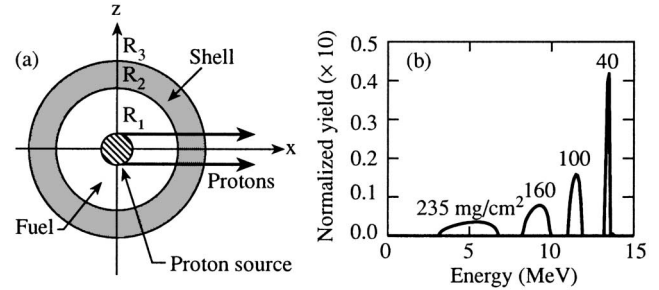 (a)
z
R3
R2
R1
Shell
x
Protons
Fuel
Proton source
(b)
Normalized yield (× 10)
0.5
0.4
0.3
0.2
0.1
0.0
40
100
160
235 mg/cm²
0 5 10 15
Energy (MeV)